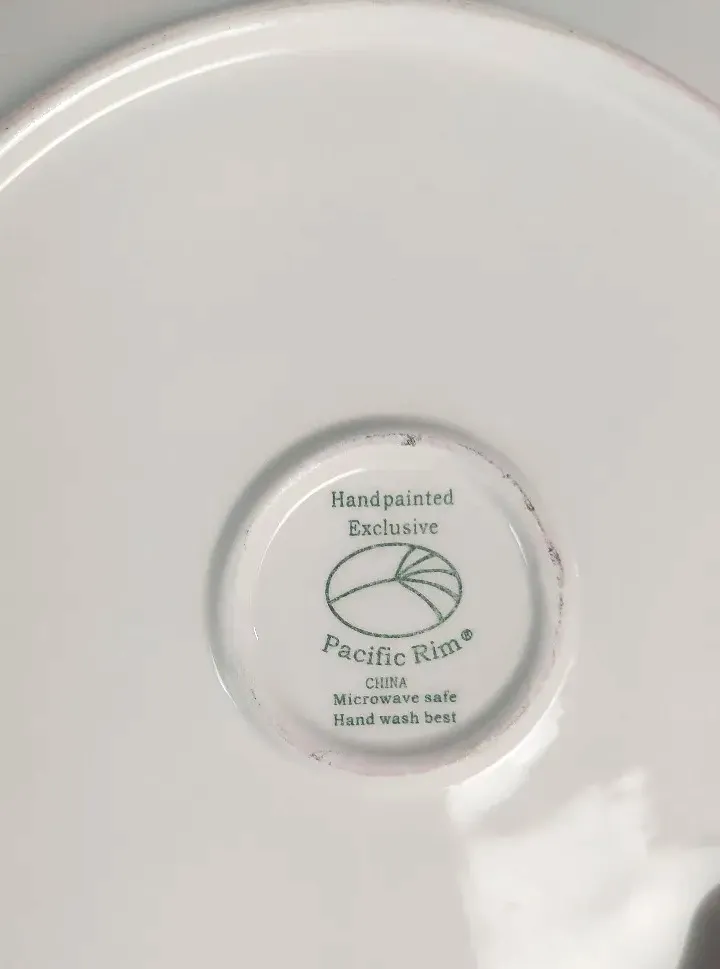 Handpainted
Exclusive
Pacific Rim®
CHINA
Microwave safe
Hand wash best